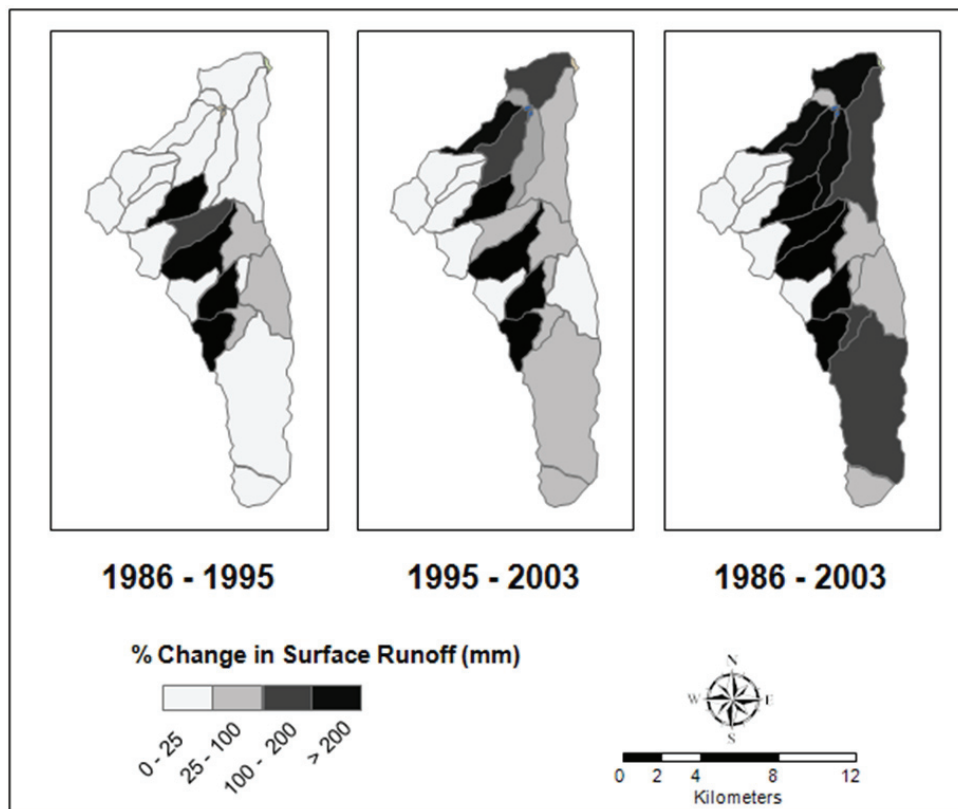 1986 - 1995
1995 - 2003
1986 - 2003
% Change in Surface Runoff (mm)
0 - 25
25 - 100
100 - 200
> 200
N
W E
S
0 2 4 8 12
Kilometers